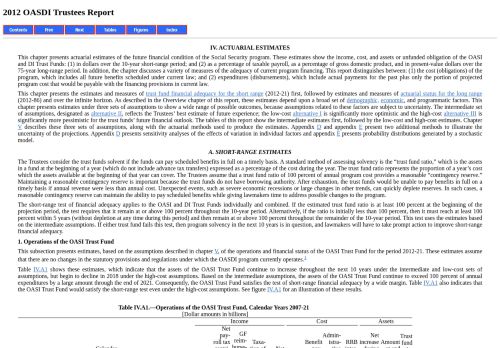 2012 OASDI Trustees Report
Contents Prev Next Tables Figures Index
IV. ACTUARIAL ESTIMATES
This chapter presents actuarial estimates of the future financial condition of the Social Security program. These estimates show the income, cost, and assets or unfunded obligation of the OASI
and DI Trust Funds: (1) in dollars over the 10-year short-range period; and (2) as a percentage of taxable payroll, as a percentage of gross domestic product, and in present-value dollars over the
75-year long-range period. In addition, the chapter discusses a variety of measures of the adequacy of current program financing. This report distinguishes between: (1) the cost (obligations) of the
program, which includes all future benefits scheduled under current law; and (2) expenditures (disbursements), which include actual payments for the past plus only the portion of projected
program cost that would be payable with the financing provisions in current law.
This chapter presents the estimates and measures of trust fund financial adequacy for the short range (2012-21) first, followed by estimates and measures of actuarial status for the long range
(2012-86) and over the infinite horizon. As described in the Overview chapter of this report, these estimates depend upon a broad set of demographic, economic, and programmatic factors. This
chapter presents estimates under three sets of assumptions to show a wide range of possible outcomes, because assumptions related to these factors are subject to uncertainty. The intermediate set
of assumptions, designated as alternative II, reflects the Trustees' best estimate of future experience; the low-cost alternative I is significantly more optimistic and the high-cost alternative III is
significantly more pessimistic for the trust funds' future financial outlook. The tables of this report show the intermediate estimates first, followed by the low-cost and high-cost estimates. Chapter
V describes these three sets of assumptions, along with the actuarial methods used to produce the estimates. Appendix D and appendix E present two additional methods to illustrate the
uncertainty of the projections. Appendix D presents sensitivity analyses of the effects of variation in individual factors and appendix E presents probability distributions generated by a stochastic
model.
A. SHORT-RANGE ESTIMATES
The Trustees consider the trust funds solvent if the funds can pay scheduled benefits in full on a timely basis. A standard method of assessing solvency is the "trust fund ratio," which is the assets
in a fund at the beginning of a year (which do not include advance tax transfers) expressed as a percentage of the cost during the year. The trust fund ratio represents the proportion of a year's cost
which the assets available at the beginning of that year can cover. The Trustees assume that a trust fund ratio of 100 percent of annual program cost provides a reasonable "contingency reserve."
Maintaining a reasonable contingency reserve is important because the trust funds do not have borrowing authority. After reserve exhaustion, the trust funds would be unable to pay benefits in full on a
timely basis if annual revenue were less than annual cost. Unexpected events, such as severe economic recessions or large changes in other trends, can quickly deplete reserves. In such cases, a
reasonable contingency reserve can maintain the ability to pay scheduled benefits while giving lawmakers time to address possible changes to the program.
The short-range test of financial adequacy applies to the OASI and DI Trust Funds individually and combined. If the estimated trust fund ratio is at least 100 percent at the beginning of the
projection period, the test requires that it remain at or above 100 percent throughout the 10-year period. Alternatively, if the ratio is initially less than 100 percent, then it must reach at least 100
percent within 5 years (without depletion at any time during this period) and then remain at or above 100 percent throughout the remainder of the 10-year period. This test uses the estimates based
on the intermediate assumptions. If either trust fund fails this test, then program solvency in the next 10 years is in question, and lawmakers will have to take prompt action to improve short-range
financial adequacy.
1. Operations of the OASI Trust Fund
This subsection presents estimates, based on the assumptions described in chapter V, of the operations and financial status of the OASI Trust Fund for the period 2012-21. These estimates assume
that there are no changes in the statutory provisions and regulations under which the OASDI program currently operates.1
Table IV.A1 shows these estimates, which indicate that the assets of the OASI Trust Fund continue to increase throughout the next 10 years under the intermediate and low-cost sets of
assumptions, but begin to decline in 2018 under the high-cost assumptions. Based on the intermediate assumptions, the assets of the OASI Trust Fund continue to exceed 100 percent of annual
expenditures by a large amount through the end of 2021. Consequently, the OASI Trust Fund satisfies the test of short-range financial adequacy by a wide margin. Table IV.A1 also indicates that
the OASI Trust Fund would satisfy the short-range test even under the high-cost assumptions. See figure IV.A1 for an illustration of these results.
Table IV.A1.—Operations of the OASI Trust Fund, Calendar Years 2007-21
[Dollar amounts in billions]
Income Cost Assets
Net
pay-
roll tax
GF
reim-
burse-
Taxa-
Benefit
Admin-
istra-
RRB
Net
increase
Amount
Trust
fund